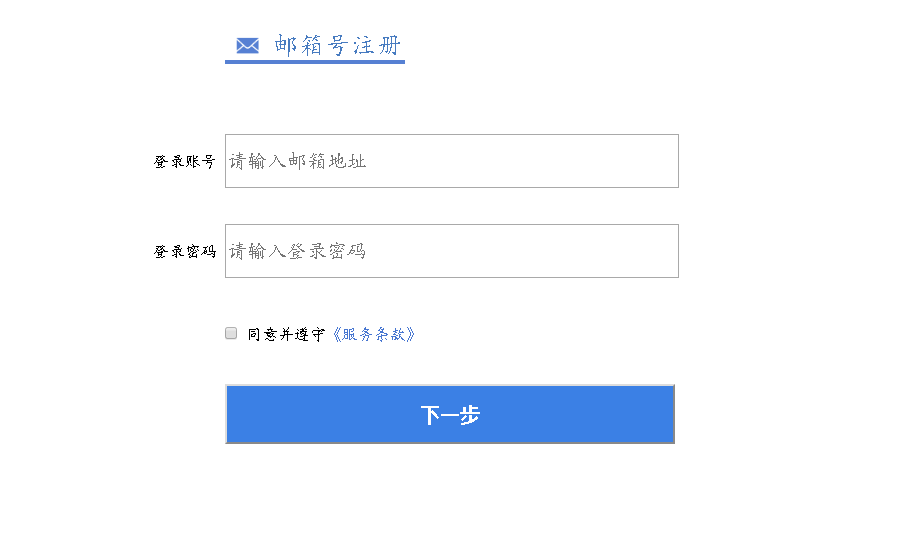 邮箱号注册
登录账号 请输入邮箱地址
登录密码 请输入登录密码
同意并遵守《服务条款》
下一步